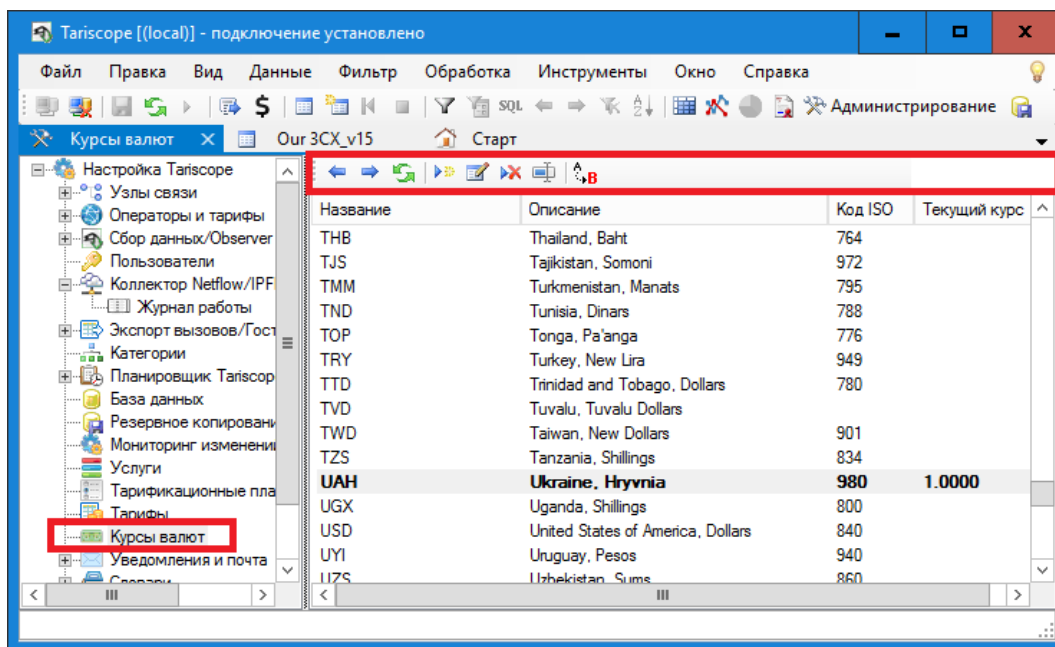 Tariscope [(local)] - подключение установлено
Файл Правка Вид Данные Фильтр Обработка Инструменты Окно Справка
SQL Администрирование
Курсы валют Our 3CX_v15 Старт
Настройка Tariscope
Узлы связи
Операторы и тарифы
Сбор данных/Observer
Пользователи
Коллектор Netflow/IPFI
Журнал работы
Экспорт вызовов/Гост
Категории
Планировщик Tariscop
База данных
Резервное копировани
Мониторинг изменени
Услуги
Тарификационные пла
Тарифы
Курсы валют
Уведомления и почта
Словари
Название Описание Код ISO Текущий курс
THB Thailand, Baht 764
TJS Tajikistan, Somoni 972
TMM Turkmenistan, Manats 795
TND Tunisia, Dinars 788
TOP Tonga, Pa'anga 776
TRY Turkey, New Lira 949
TTD Trinidad and Tobago, Dollars 780
TVD Tuvalu, Tuvalu Dollars
TWD Taiwan, New Dollars 901
TZS Tanzania, Shillings 834
UAH Ukraine, Hryvnia 980 1.0000
UGX Uganda, Shillings 800
USD United States of America, Dollars 840
UYI Uruguay, Pesos 940
UZS Uzbekistan, Sums 860